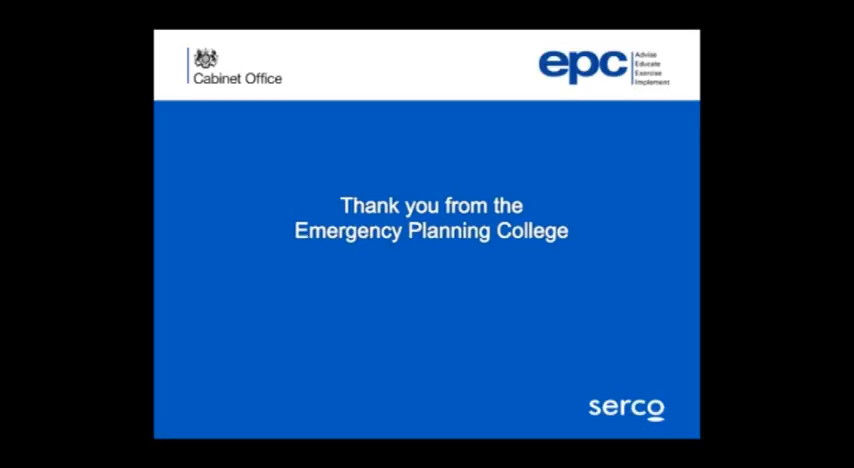 Cabinet Office
epc
Advise
Educate
Exercise
Implement
Thank you from the
Emergency Planning College
serco